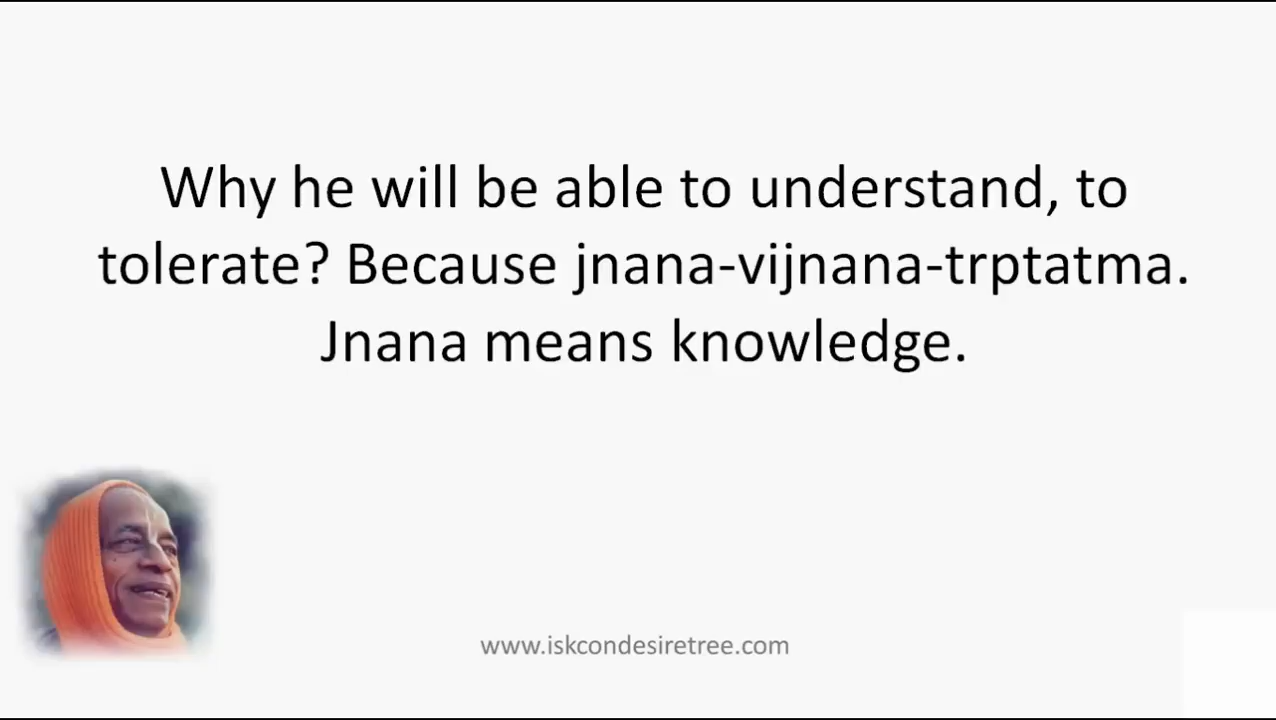 Why he will be able to understand, to
tolerate? Because jnana-vijnana-trptatma.
Jnana means knowledge.
www.iskcondesiretree.com